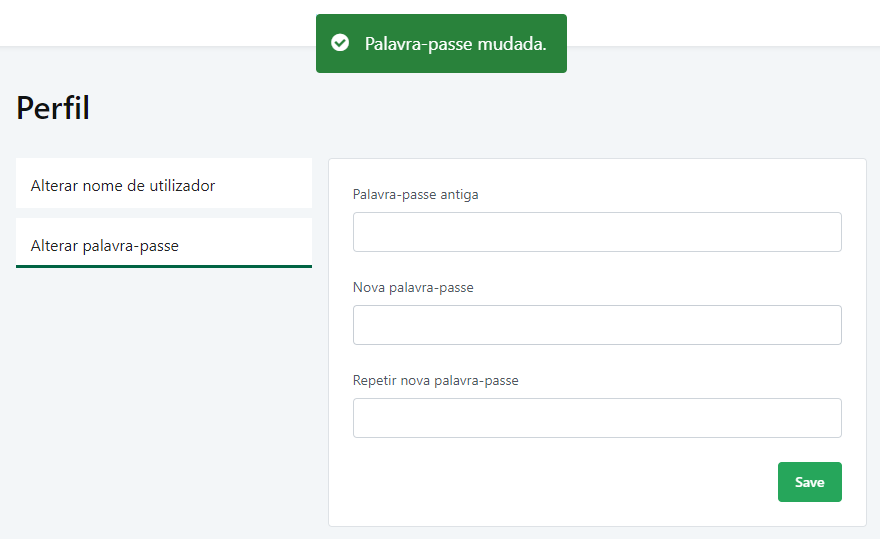 Palavra-passe mudada.
Perfil
Alterar nome de utilizador
Alterar palavra-passe
Palavra-passe antiga
Nova palavra-passe
Repetir nova palavra-passe
Save